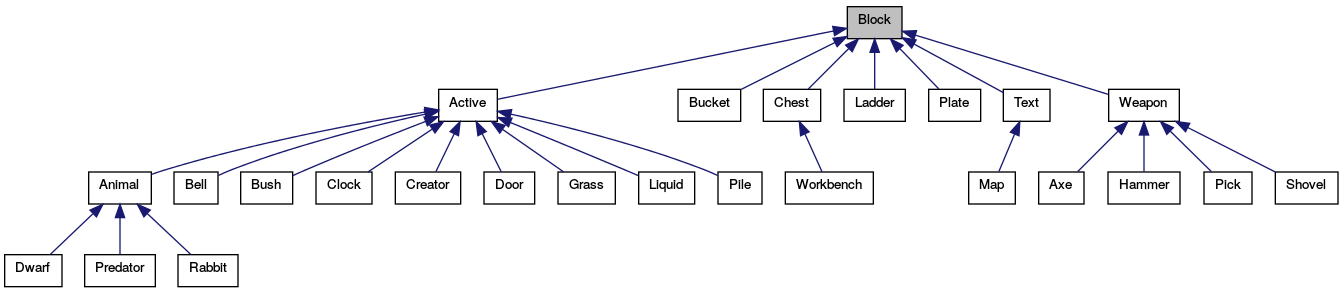 Block
Active
Bucket
Chest
Ladder
Plate
Text
Weapon
Animal
Bell
Bush
Clock
Creator
Door
Grass
Liquid
Pile
Workbench
Map
Axe
Hammer
Pick
Shovel
Dwarf
Predator
Rabbit